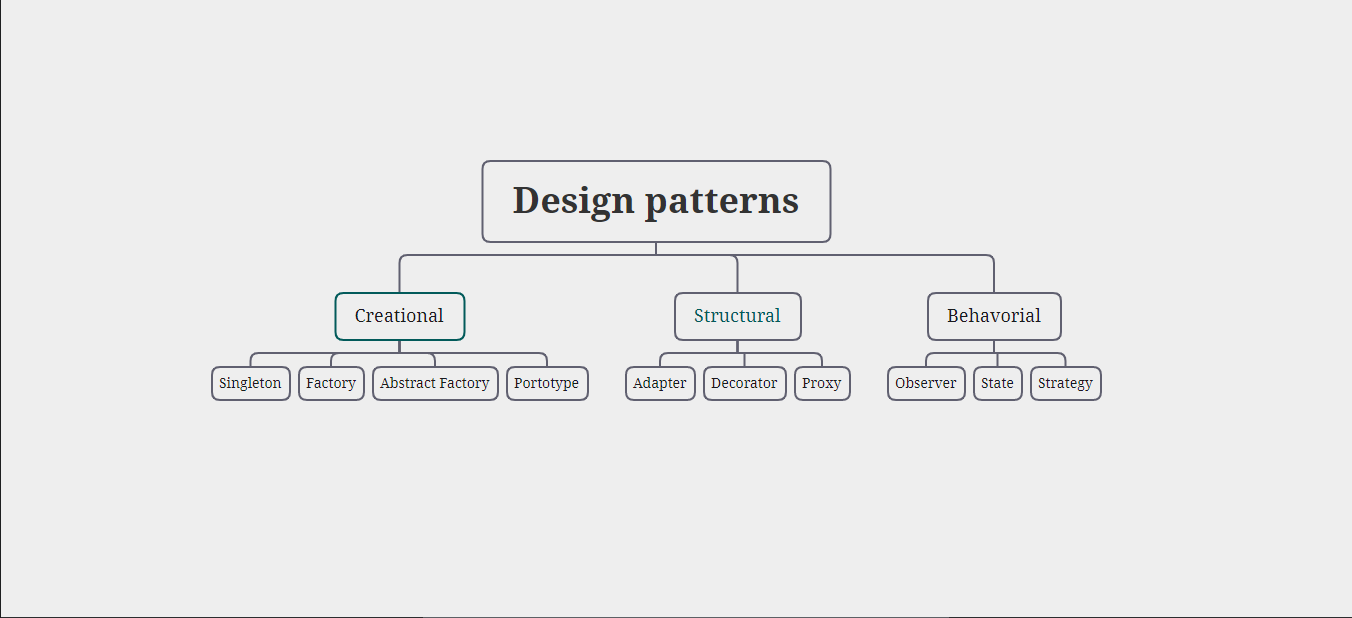 Design patterns
Creational
Structural
Behavorial
Singleton
Factory
Abstract Factory
Portotype
Adapter
Decorator
Proxy
Observer
State
Strategy